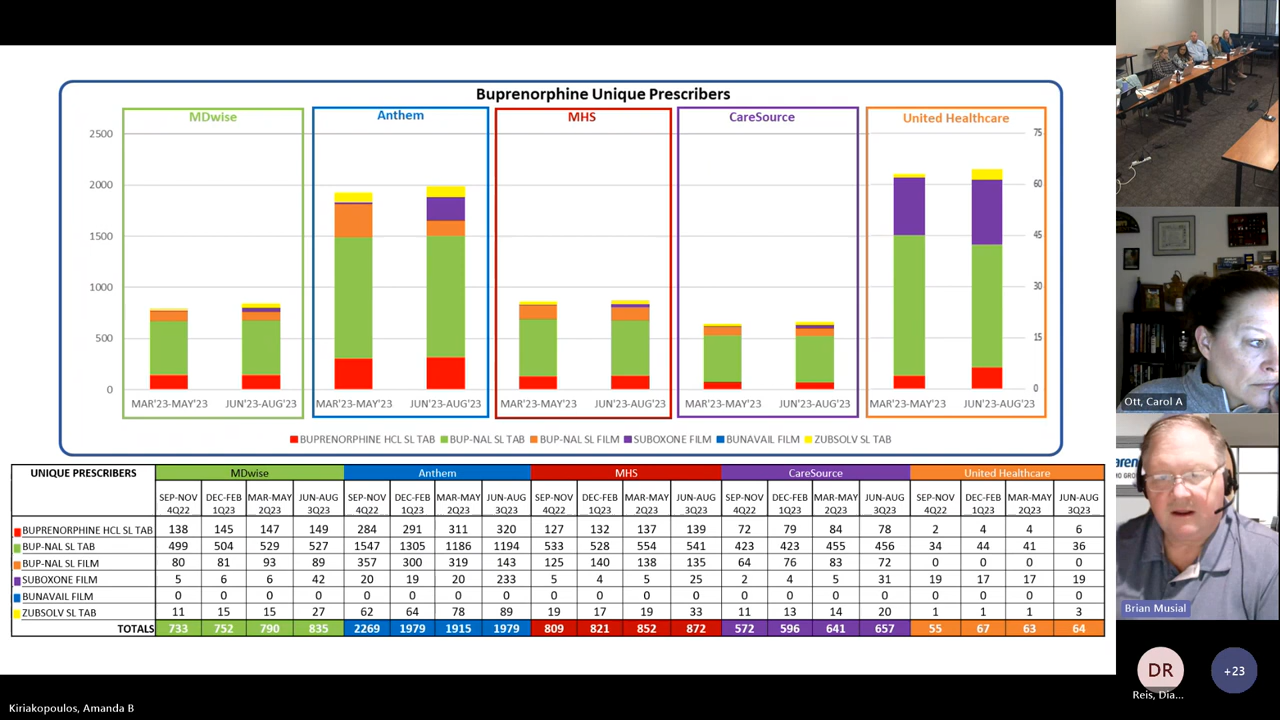 Buprenorphine Unique Prescribers
MDwise Anthem MHS CareSource United Healthcare
2500 75
2000 60
1500 45
1000 30
500 15
0 0
MAR'23-MAY'23 JUN'23-AUG'23 MAR'23-MAY'23 JUN'23-AUG'23 MAR'23-MAY'23 JUN'23-AUG'23 MAR'23-MAY'23 JUN'23-AUG'23 MAR'23-MAY'23 JUN'23-AUG'23
BUPRENORPHINE HCL SL TAB BUP-NAL SL TAB BUP-NAL SL FILM SUBOXONE FILM BUNAVAIL FILM ZUBSOLV SL TAB
UNIQUE PRESCRIBERS MDwise Anthem MHS CareSource United Healthcare
SEP-NOV DEC-FEB MAR-MAY JUN-AUG SEP-NOV DEC-FEB MAR-MAY JUN-AUG SEP-NOV DEC-FEB MAR-MAY JUN-AUG SEP-NOV DEC-FEB MAR-MAY JUN-AUG SEP-NOV DEC-FEB MAR-MAY JUN-AUG
4Q22 1Q23 2Q23 3Q23 4Q22 1Q23 2Q23 3Q23 4Q22 1Q23 2Q23 3Q23 4Q22 1Q23 2Q23 3Q23 4Q22 1Q23 2Q23 3Q23
BUPRENORPHINE HCL SL TAB 138 145 147 149 284 291 311 320 127 132 137 139 72 79 84 78 2 4 4 6
BUP-NAL SL TAB 499 504 529 527 1547 1305 1186 1194 533 528 554 541 423 423 455 456 34 44 41 36
BUP-NAL SL FILM 80 81 93 89 357 300 319 143 125 140 138 135 64 76 83 72 0 0 0 0
SUBOXONE FILM 5 6 6 42 20 19 20 233 5 4 5 25 2 4 5 31 19 17 17 19
BUNAVAIL FILM 0 0 0 0 0 0 0 0 0 0 0 0 0 0 0 0 0 0 0 0
ZUBSOLV SL TAB 11 15 15 27 62 64 78 89 19 17 19 33 11 13 14 20 1 1 1 3
TOTALS 733 752 790 835 2269 1979 1915 1979 809 821 852 872 572 596 641 657 55 67 63 64
Ott, Carol A
Brian Musial
DR +23
Reis, Dia...
Kiriakopoulos, Amanda B